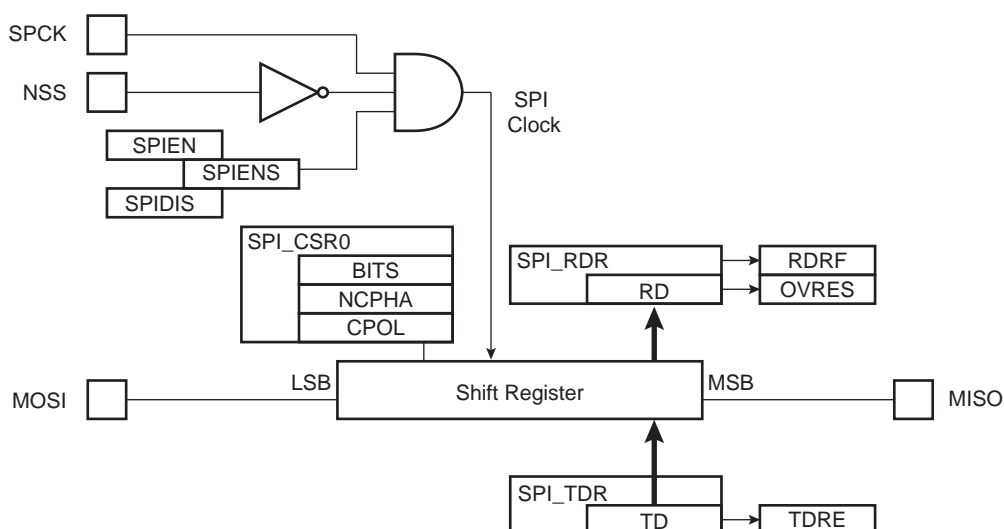 SPCK
NSS
SPI
Clock
SPIEN
SPIENS
SPIDIS
SPI_CSR0
BITS
NCPHA
CPOL
SPI_RDR
RD
RDRF
OVRES
MOSI
LSB
Shift Register
MSB
MISO
SPI_TDR
TD
TDRE